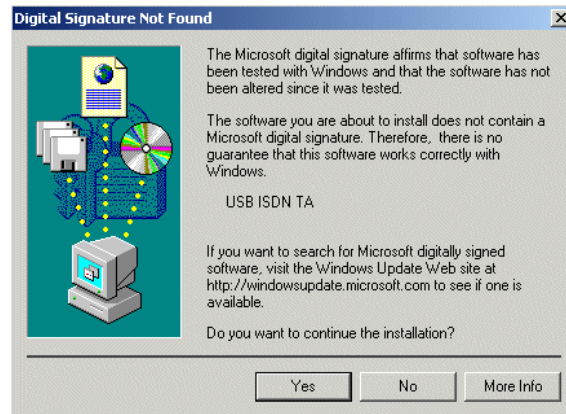 Digital Signature Not Found
The Microsoft digital signature affirms that software has
been tested with Windows and that the software has not
been altered since it was tested.
The software you are about to install does not contain a
Microsoft digital signature. Therefore, there is no
guarantee that this software works correctly with
Windows.
USB ISDN TA
If you want to search for Microsoft digitally signed
software, visit the Windows Update Web site at
http://windowsupdate.microsoft.com to see if one is
available.
Do you want to continue the installation?
Yes No More Info